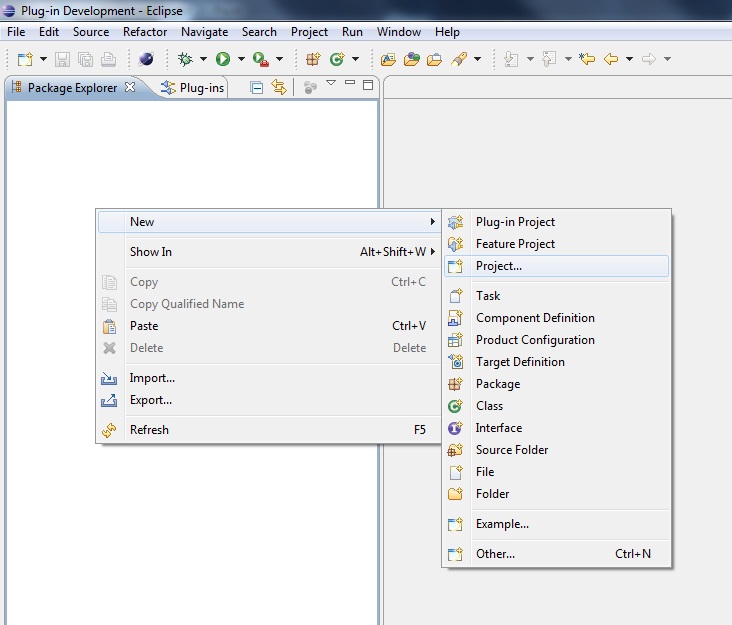 Plug-in Development - Eclipse
File Edit Source Refactor Navigate Search Project Run Window Help
Package Explorer Plug-ins
New
Show In Alt+Shift+W
Copy Ctrl+C
Copy Qualified Name
Paste Ctrl+V
Delete Delete
Import...
Export...
Refresh F5
Plug-in Project
Feature Project
Project...
Task
Component Definition
Product Configuration
Target Definition
Package
Class
Interface
Source Folder
File
Folder
Example...
Other... Ctrl+N